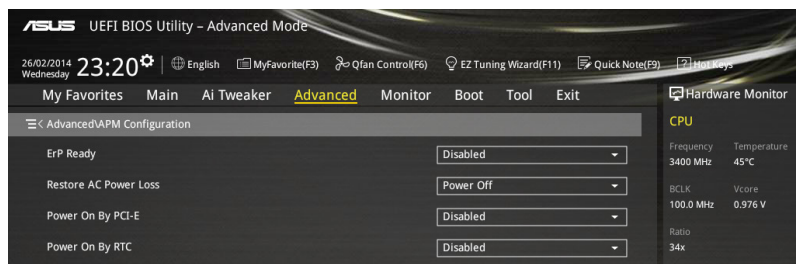 ASUS UEFI BIOS Utility – Advanced Mode
26/02/2014
Wednesday
23:20
English
MyFavorite(F3)
Qfan Control(F6)
EZ Tuning Wizard(F11)
Quick Note(F9)
? Hot Keys
My Favorites Main Ai Tweaker Advanced Monitor Boot Tool Exit
< Advanced\APM Configuration
ErP Ready Disabled
Restore AC Power Loss Power Off
Power On By PCI-E Disabled
Power On By RTC Disabled
Hardware Monitor
CPU
Frequency Temperature
3400 MHz 45°C
BCLK Vcore
100.0 MHz 0.976 V
Ratio
34x